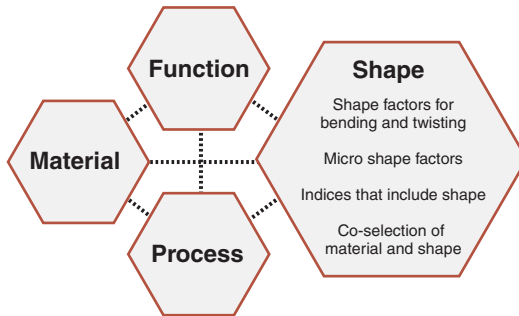 Function
Material
Process
Shape
Shape factors for
bending and twisting
Micro shape factors
Indices that include shape
Co-selection of
material and shape